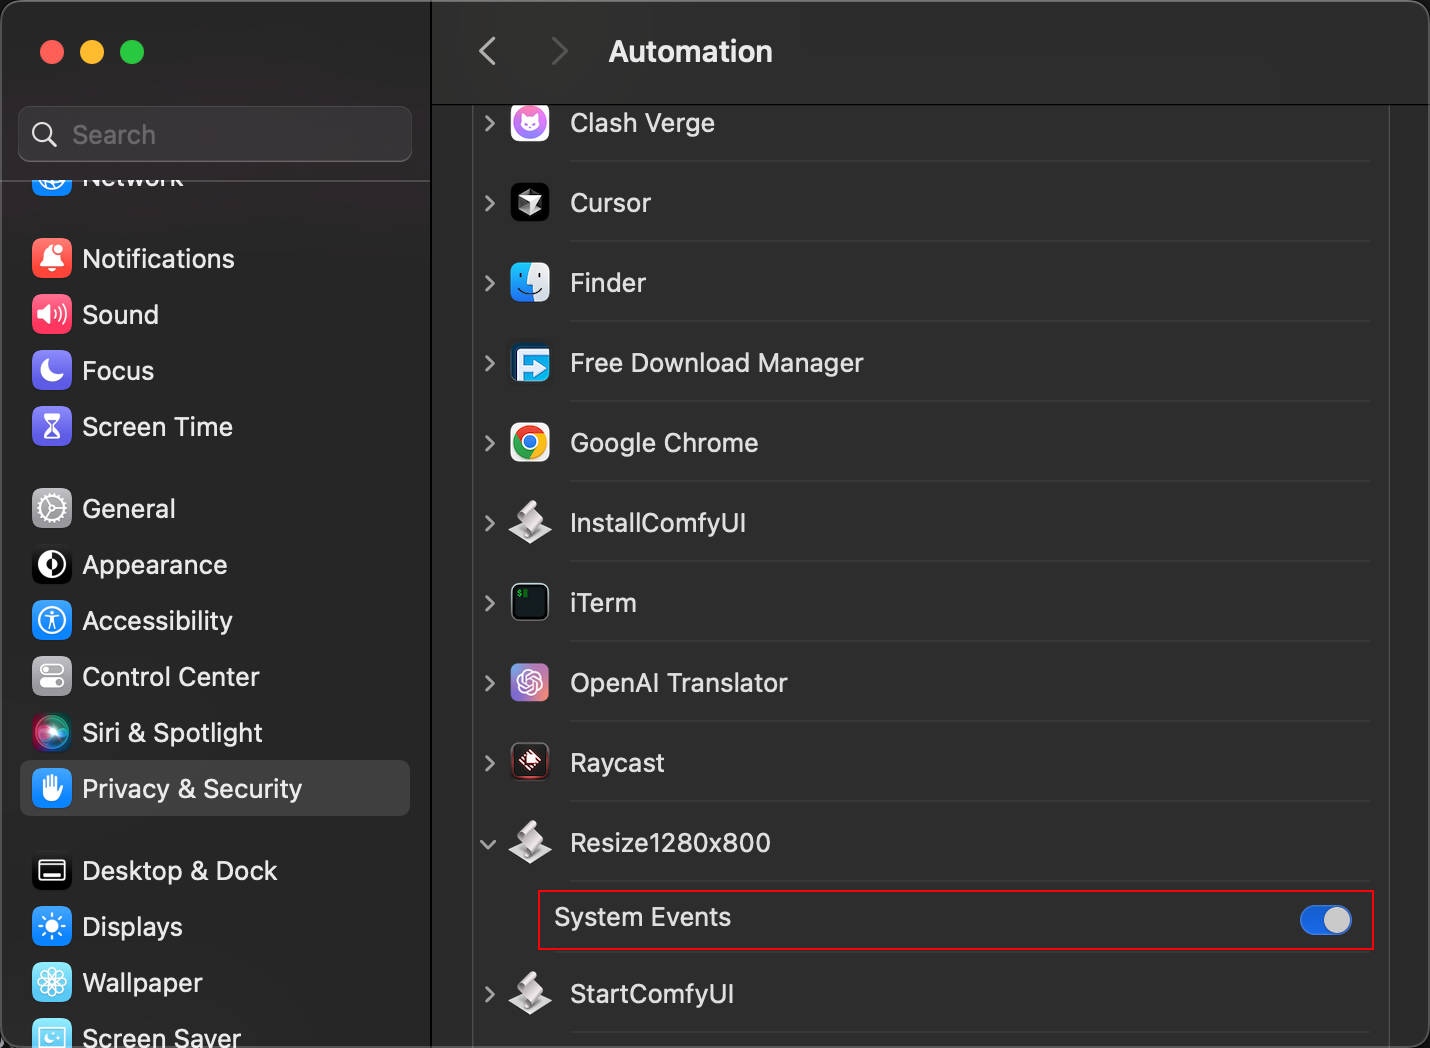 Search
Network
Notifications
Sound
Focus
Screen Time
General
Appearance
Accessibility
Control Center
Siri & Spotlight
Privacy & Security
Desktop & Dock
Displays
Wallpaper
Screen Saver
Automation
Clash Verge
Cursor
Finder
Free Download Manager
Google Chrome
InstallComfyUI
iTerm
OpenAI Translator
Raycast
Resize1280x800
System Events
StartComfyUI